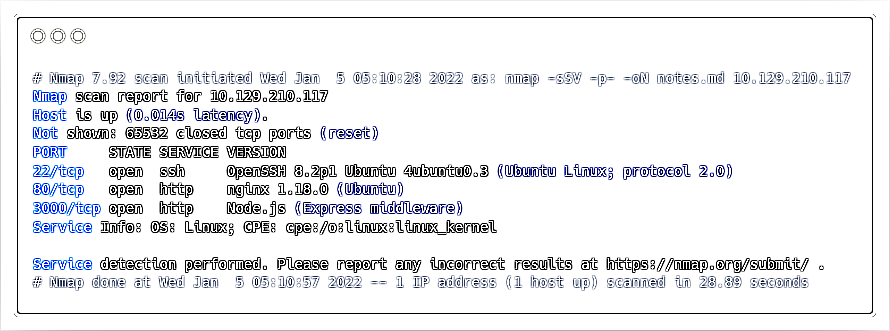 # Nmap 7.92 scan initiated Wed Jan  5 05:10:28 2022 as: nmap -sSV -p- -oN notes.md 10.129.210.117
Nmap scan report for 10.129.210.117
Host is up (0.014s latency).
Not shown: 65532 closed tcp ports (reset)
PORT     STATE SERVICE VERSION
22/tcp   open  ssh     OpenSSH 8.2p1 Ubuntu 4ubuntu0.3 (Ubuntu Linux; protocol 2.0)
80/tcp   open  http    nginx 1.18.0 (Ubuntu)
3000/tcp open  http    Node.js (Express middleware)
Service Info: OS: Linux; CPE: cpe:/o:linux:linux_kernel
Service detection performed. Please report any incorrect results at https://nmap.org/submit/ .
# Nmap done at Wed Jan  5 05:10:57 2022 -- 1 IP address (1 host up) scanned in 28.89 seconds